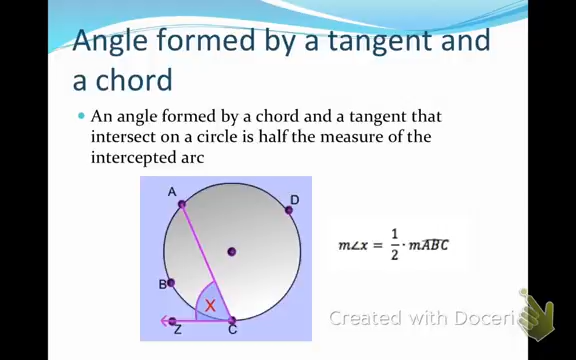 Angle formed by a tangent and
a chord
• An angle formed by a chord and a tangent that
intersect on a circle is half the measure of the
intercepted arc
A
D
B
X
Z
C
m∠x = 1/2 · mABC
Created with Doceri